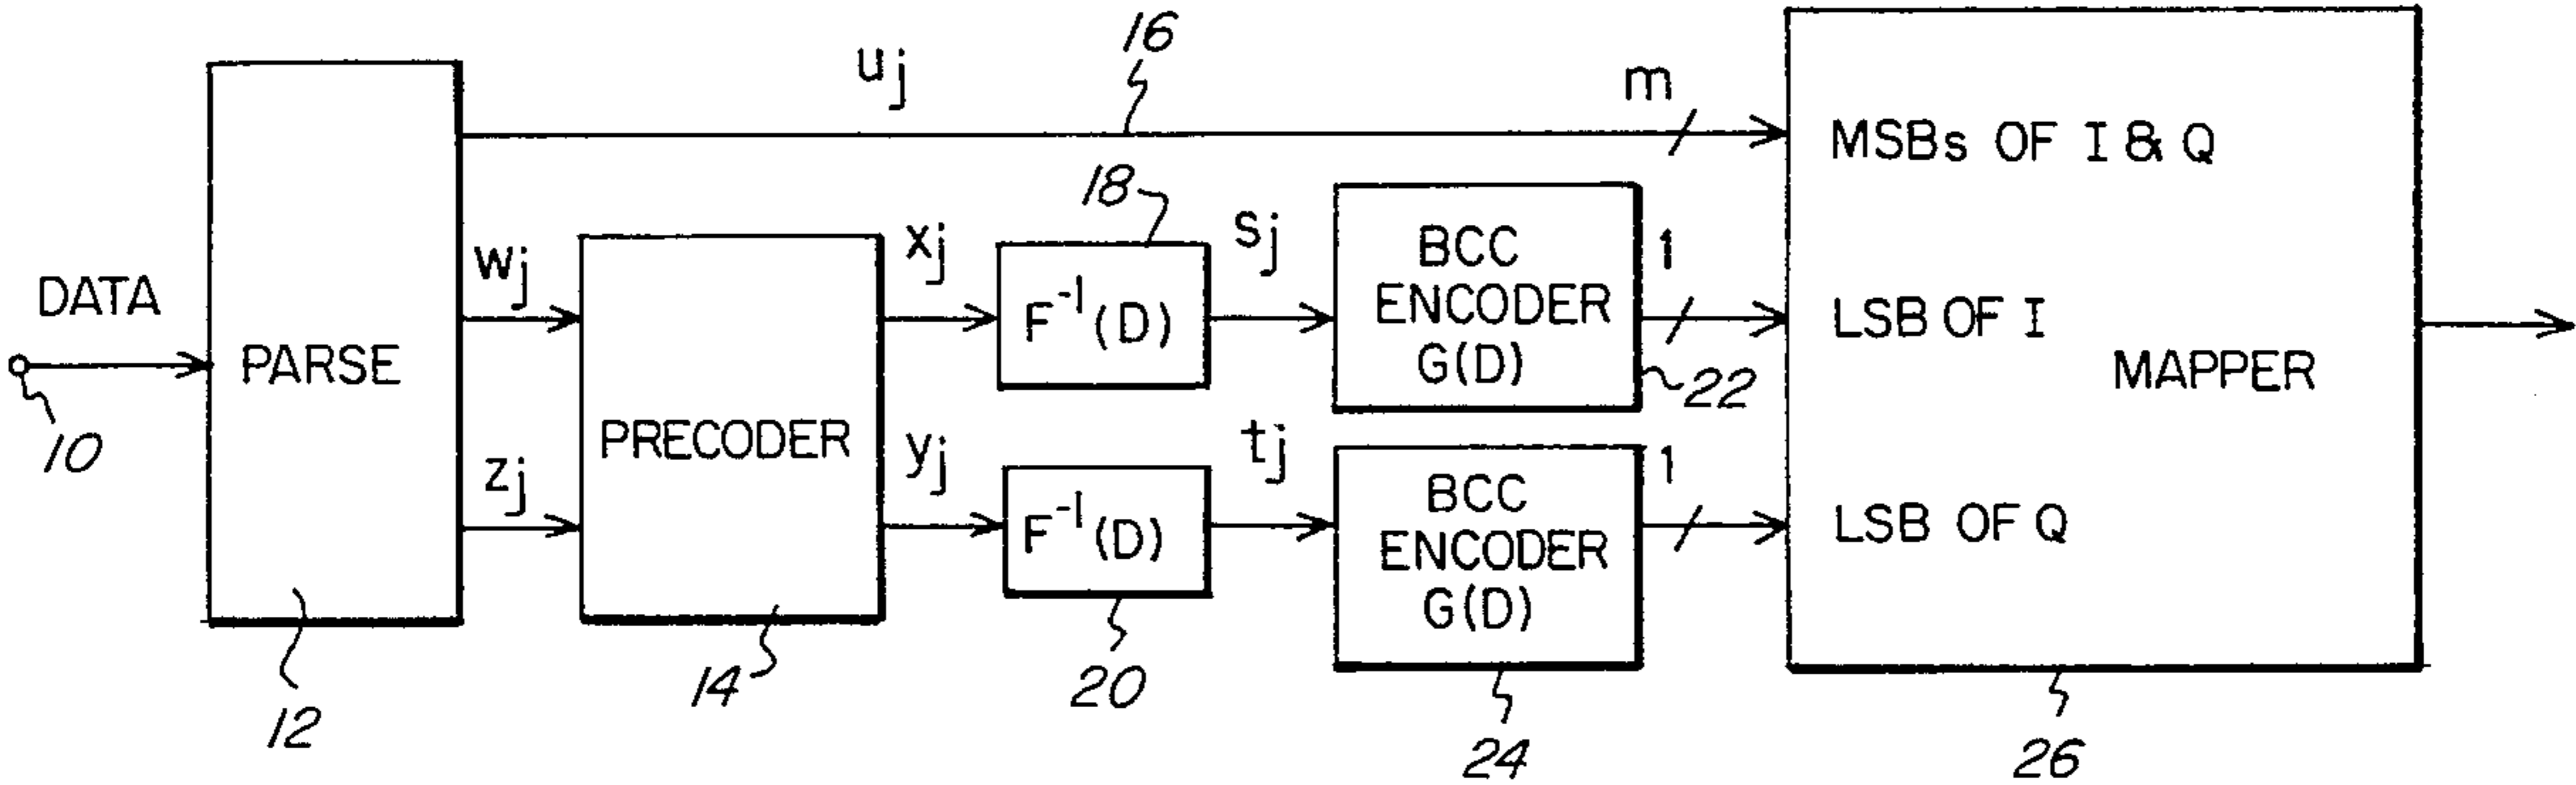 DATA
10
PARSE
12
u_j
16
m
w_j
z_j
PRECODER
14
x_j
y_j
18
F^-1(D)
F^-1(D)
20
s_j
t_j
BCC
ENCODER
G(D)
22
BCC
ENCODER
G(D)
24
1
1
MSBs OF I & Q
LSB OF I
MAPPER
LSB OF Q
26